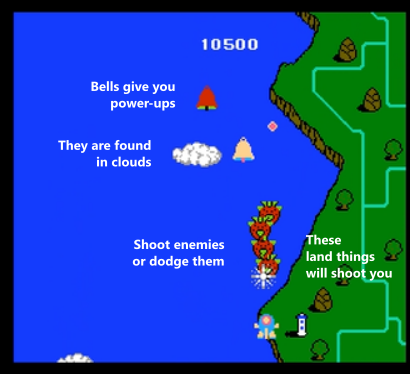 10500
Bells give you
power-ups
They are found
in clouds
Shoot enemies
or dodge them
These
land things
will shoot you